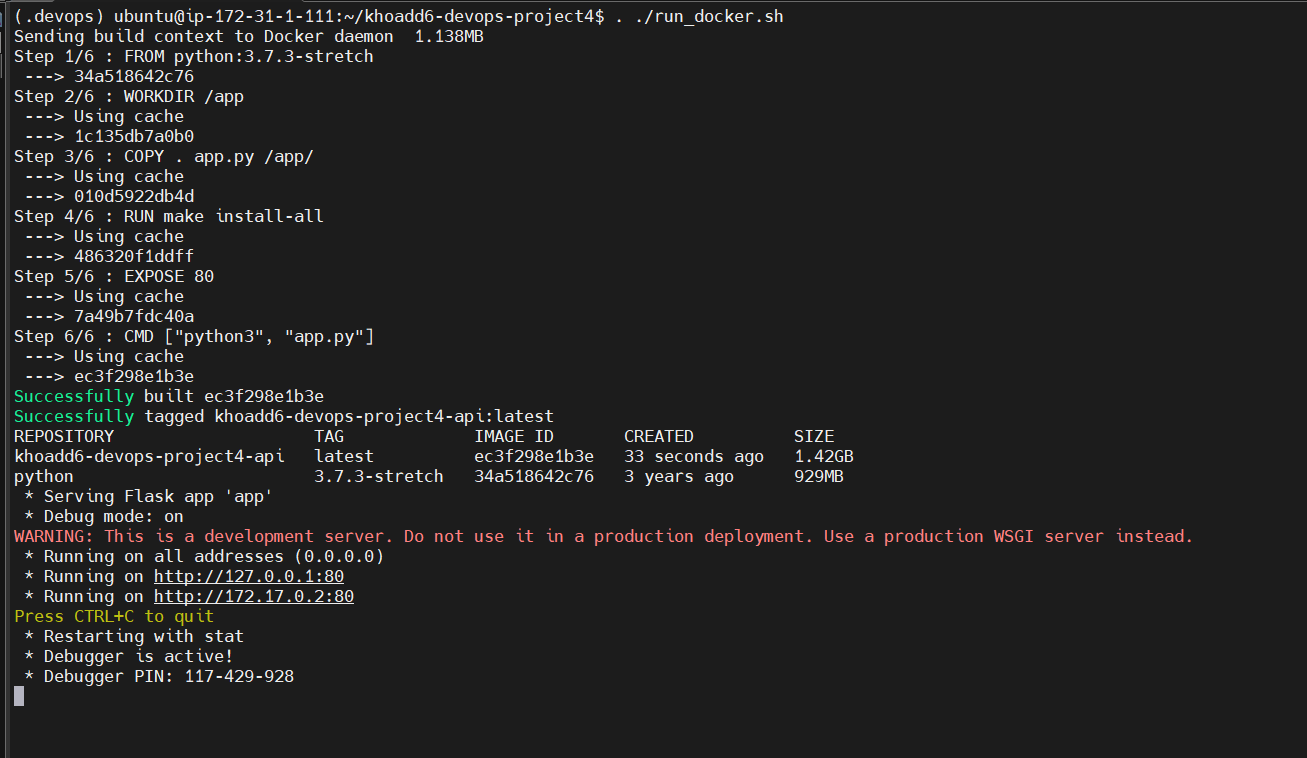 (.devops) ubuntu@ip-172-31-1-111:~/khoadd6-devops-project4$ . ./run_docker.sh
Sending build context to Docker daemon  1.138MB
Step 1/6 : FROM python:3.7.3-stretch
 ---> 34a518642c76
Step 2/6 : WORKDIR /app
 ---> Using cache
 ---> 1c135db7a0b0
Step 3/6 : COPY . app.py /app/
 ---> Using cache
 ---> 010d5922db4d
Step 4/6 : RUN make install-all
 ---> Using cache
 ---> 486320f1ddff
Step 5/6 : EXPOSE 80
 ---> Using cache
 ---> 7a49b7fdc40a
Step 6/6 : CMD ["python3", "app.py"]
 ---> Using cache
 ---> ec3f298e1b3e
Successfully built ec3f298e1b3e
Successfully tagged khoadd6-devops-project4-api:latest
REPOSITORY                    TAG             IMAGE ID       CREATED          SIZE
khoadd6-devops-project4-api   latest          ec3f298e1b3e   33 seconds ago   1.42GB
python                        3.7.3-stretch   34a518642c76   3 years ago      929MB
 * Serving Flask app 'app'
 * Debug mode: on
WARNING: This is a development server. Do not use it in a production deployment. Use a production WSGI server instead.
 * Running on all addresses (0.0.0.0)
 * Running on http://127.0.0.1:80
 * Running on http://172.17.0.2:80
Press CTRL+C to quit
 * Restarting with stat
 * Debugger is active!
 * Debugger PIN: 117-429-928